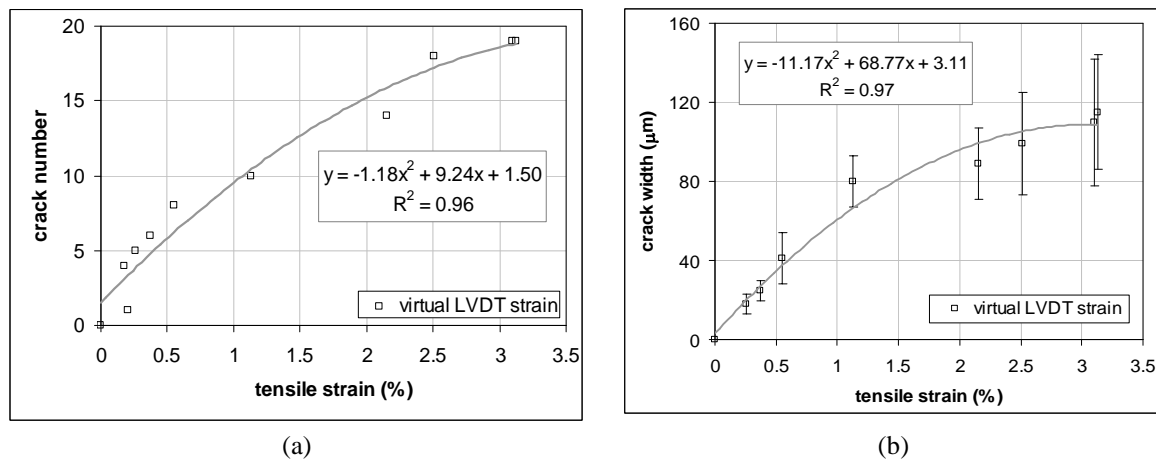 20
15
10
5
0
crack number
y = -1.18x² + 9.24x + 1.50
R² = 0.96
virtual LVDT strain
0 0.5 1 1.5 2 2.5 3 3.5
tensile strain (%)
(a)
160
120
80
40
0
crack width (μm)
y = -11.17x² + 68.77x + 3.11
R² = 0.97
virtual LVDT strain
0 0.5 1 1.5 2 2.5 3 3.5
tensile strain (%)
(b)